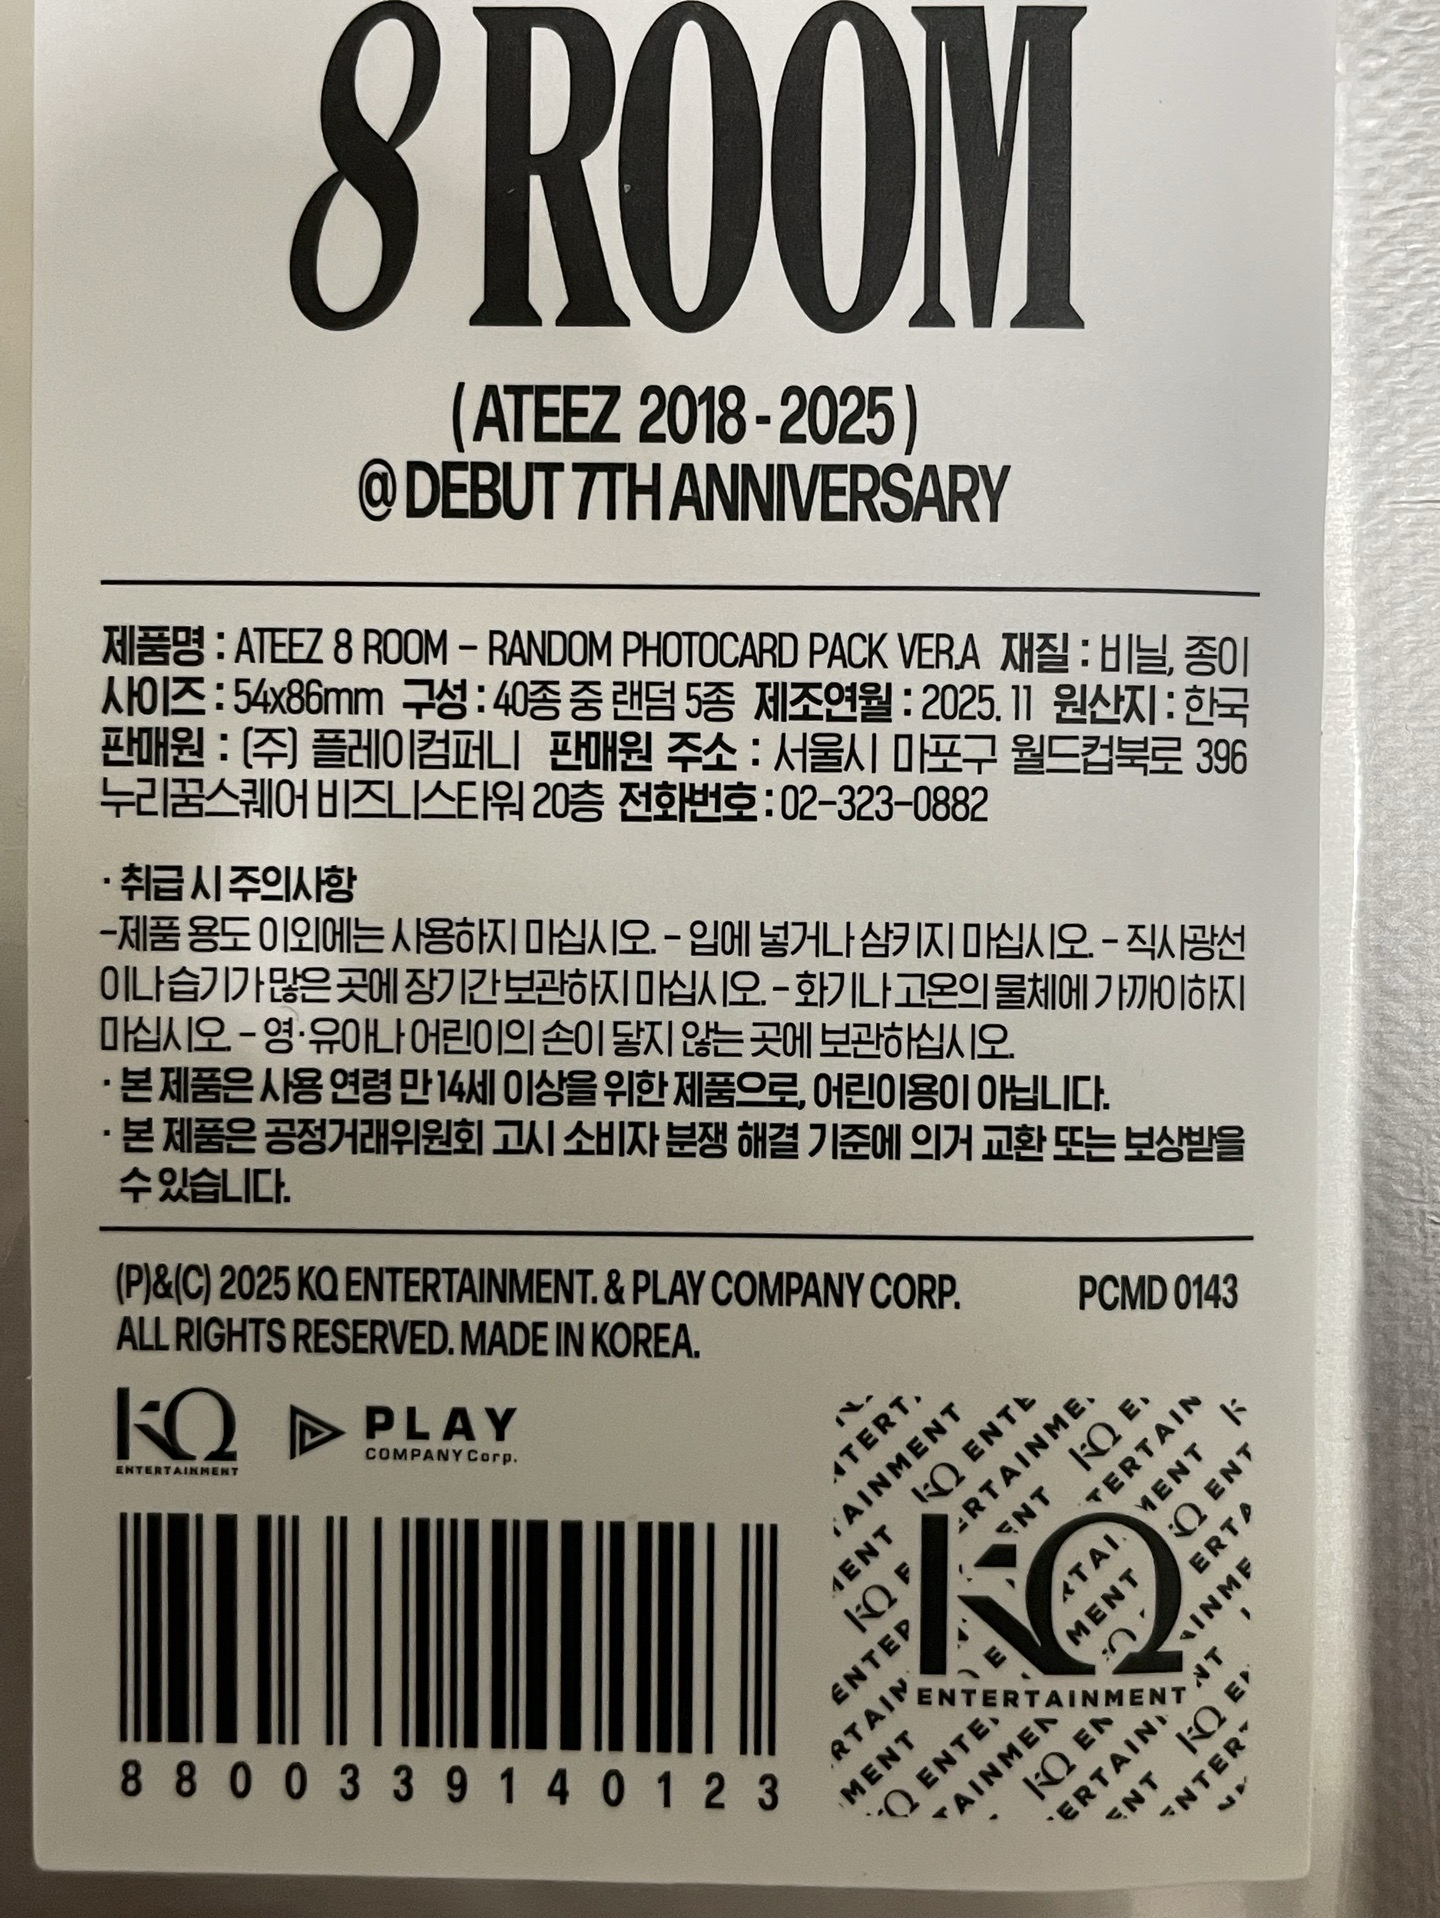 8 ROOM
( ATEEZ 2018 - 2025 )
@ DEBUT 7TH ANNIVERSARY
제품명 : ATEEZ 8 ROOM - RANDOM PHOTOCARD PACK VER.A 재질 : 비닐, 종이
사이즈 : 54x86mm 구성 : 40종 중 랜덤 5종 제조연월 : 2025. 11 원산지 : 한국
판매원 : (주) 플레이컴퍼니 판매원 주소 : 서울시 마포구 월드컵북로 396
누리꿈스퀘어 비즈니스타워 20층 전화번호 : 02-323-0882
· 취급 시 주의사항
-제품 용도 이외에는 사용하지 마십시오. - 입에 넣거나 삼키지 마십시오. - 직사광선
이나 습기가 많은 곳에 장기간 보관하지 마십시오. - 화기나 고온의 물체에 가까이하지
마십시오. - 영·유아나 어린이의 손이 닿지 않는 곳에 보관하십시오.
· 본 제품은 사용 연령 만 14세 이상을 위한 제품으로, 어린이용이 아닙니다.
· 본 제품은 공정거래위원회 고시 소비자 분쟁 해결 기준에 의거 교환 또는 보상받을
수 있습니다.
(P)&(C) 2025 KQ ENTERTAINMENT. & PLAY COMPANY CORP. PCMD 0143
ALL RIGHTS RESERVED. MADE IN KOREA.
KQ
ENTERTAINMENT
PLAY
COMPANY Corp.
KQ
ENTERTAINMENT
8 8 0 0 3 3 9 1 4 0 1 2 3